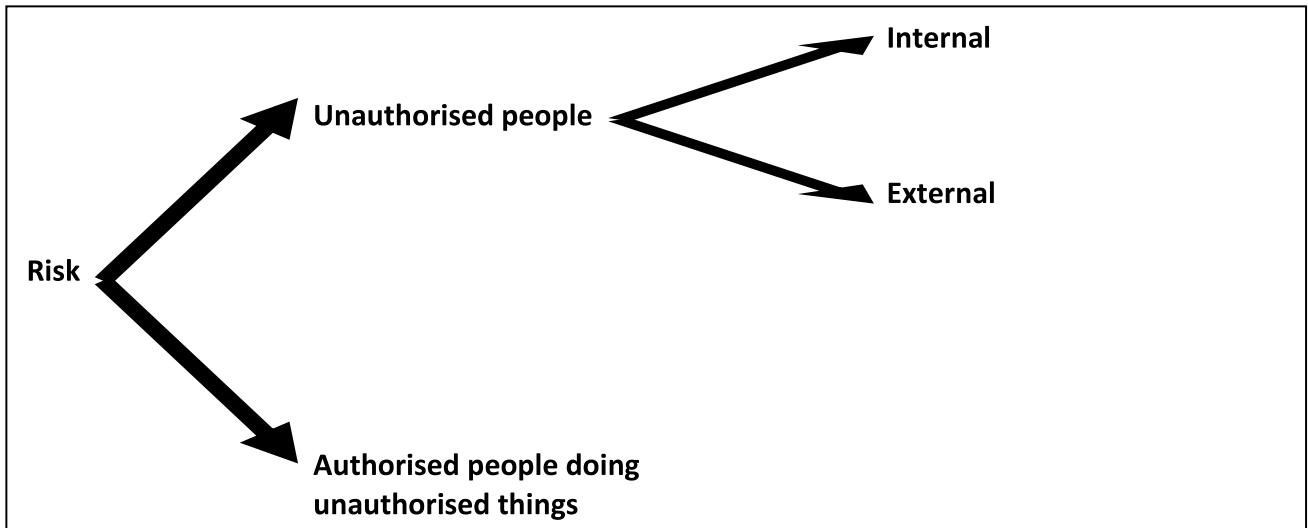 Internal
Unauthorised people
External
Risk
Authorised people doing
unauthorised things